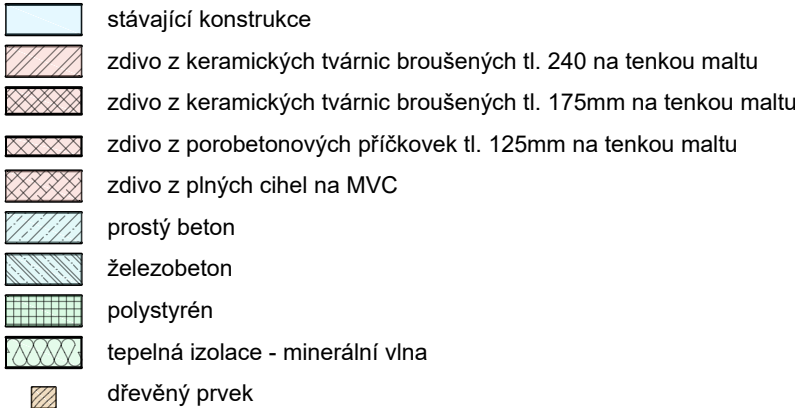 stávající konstrukce
zdivo z keramických tvárnic broušených tl. 240 na tenkou maltu
zdivo z keramických tvárnic broušených tl. 175mm na tenkou maltu
zdivo z porobetonových příčkovek tl. 125mm na tenkou maltu
zdivo z plných cihel na MVC
prostý beton
železobeton
polystyrén
tepelná izolace - minerální vlna
dřevěný prvek